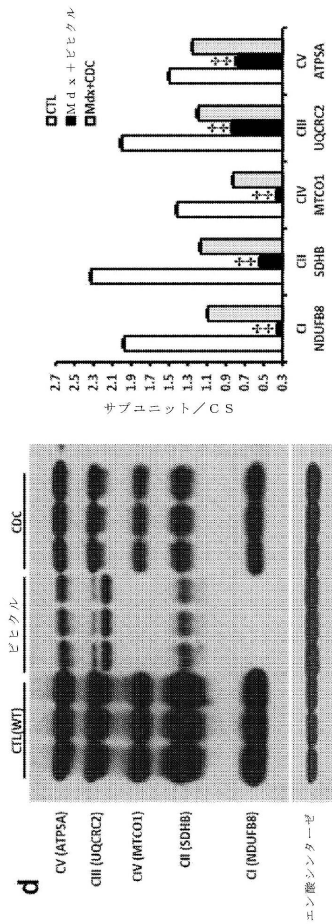 d
CTL(WT)
ビヒクル
CDC
CV (ATP5A)
CIII (UQCRC2)
CIV (MTCO1)
CII (SDHB)
CI (NDUFB8)
エン酸シンターゼ
CTL
Mdx+ビヒクル
Mdx+CDC
サブユニット/CS
2.7
2.5
2.3
2.1
1.9
1.7
1.5
1.3
1.1
0.9
0.7
0.5
0.3
‡‡
‡‡
‡‡
‡‡
‡‡
CI
CII
CIV
CIII
CV
NDUFB8
SDHB
MTCO1
UQCRC2
ATP5A